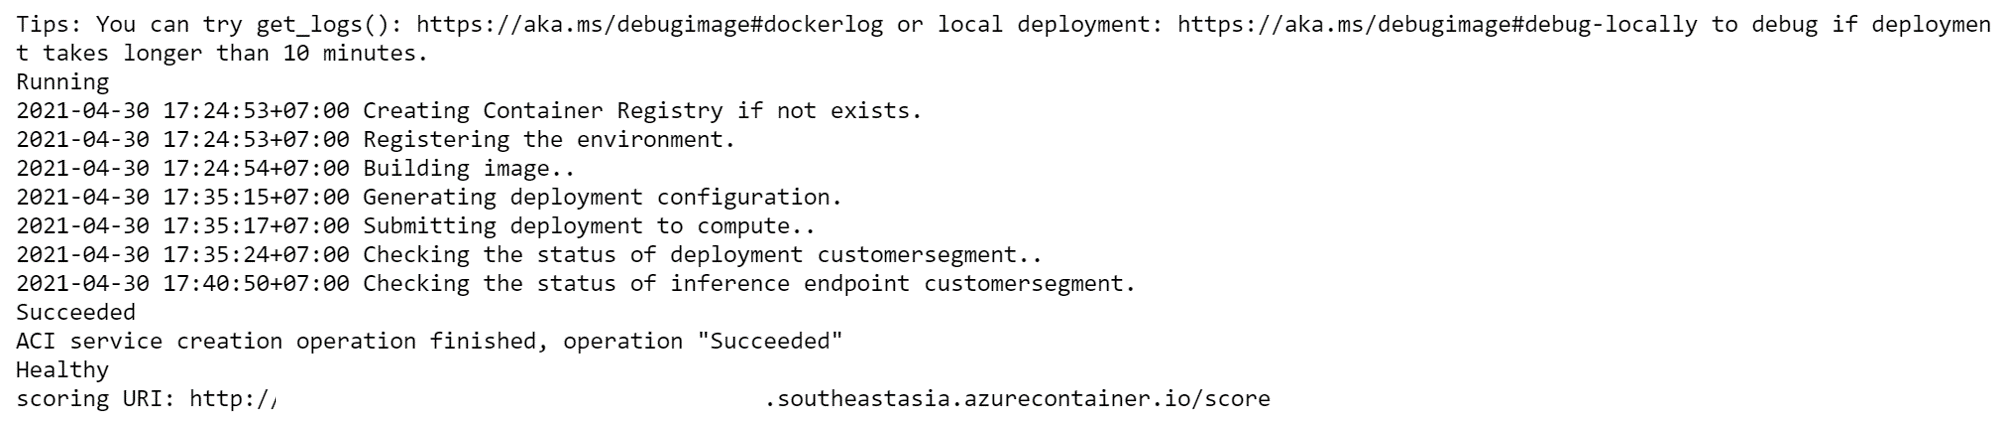 Tips: You can try get_logs(): https://aka.ms/debugimage#dockerlog or local deployment: https://aka.ms/debugimage#debug-locally to debug if deploymen
t takes longer than 10 minutes.
Running
2021-04-30 17:24:53+07:00 Creating Container Registry if not exists.
2021-04-30 17:24:53+07:00 Registering the environment.
2021-04-30 17:24:54+07:00 Building image..
2021-04-30 17:35:15+07:00 Generating deployment configuration.
2021-04-30 17:35:17+07:00 Submitting deployment to compute..
2021-04-30 17:35:24+07:00 Checking the status of deployment customersegment..
2021-04-30 17:40:50+07:00 Checking the status of inference endpoint customersegment.
Succeeded
ACI service creation operation finished, operation "Succeeded"
Healthy
scoring URI: http:// .southeastasia.azurecontainer.io/score